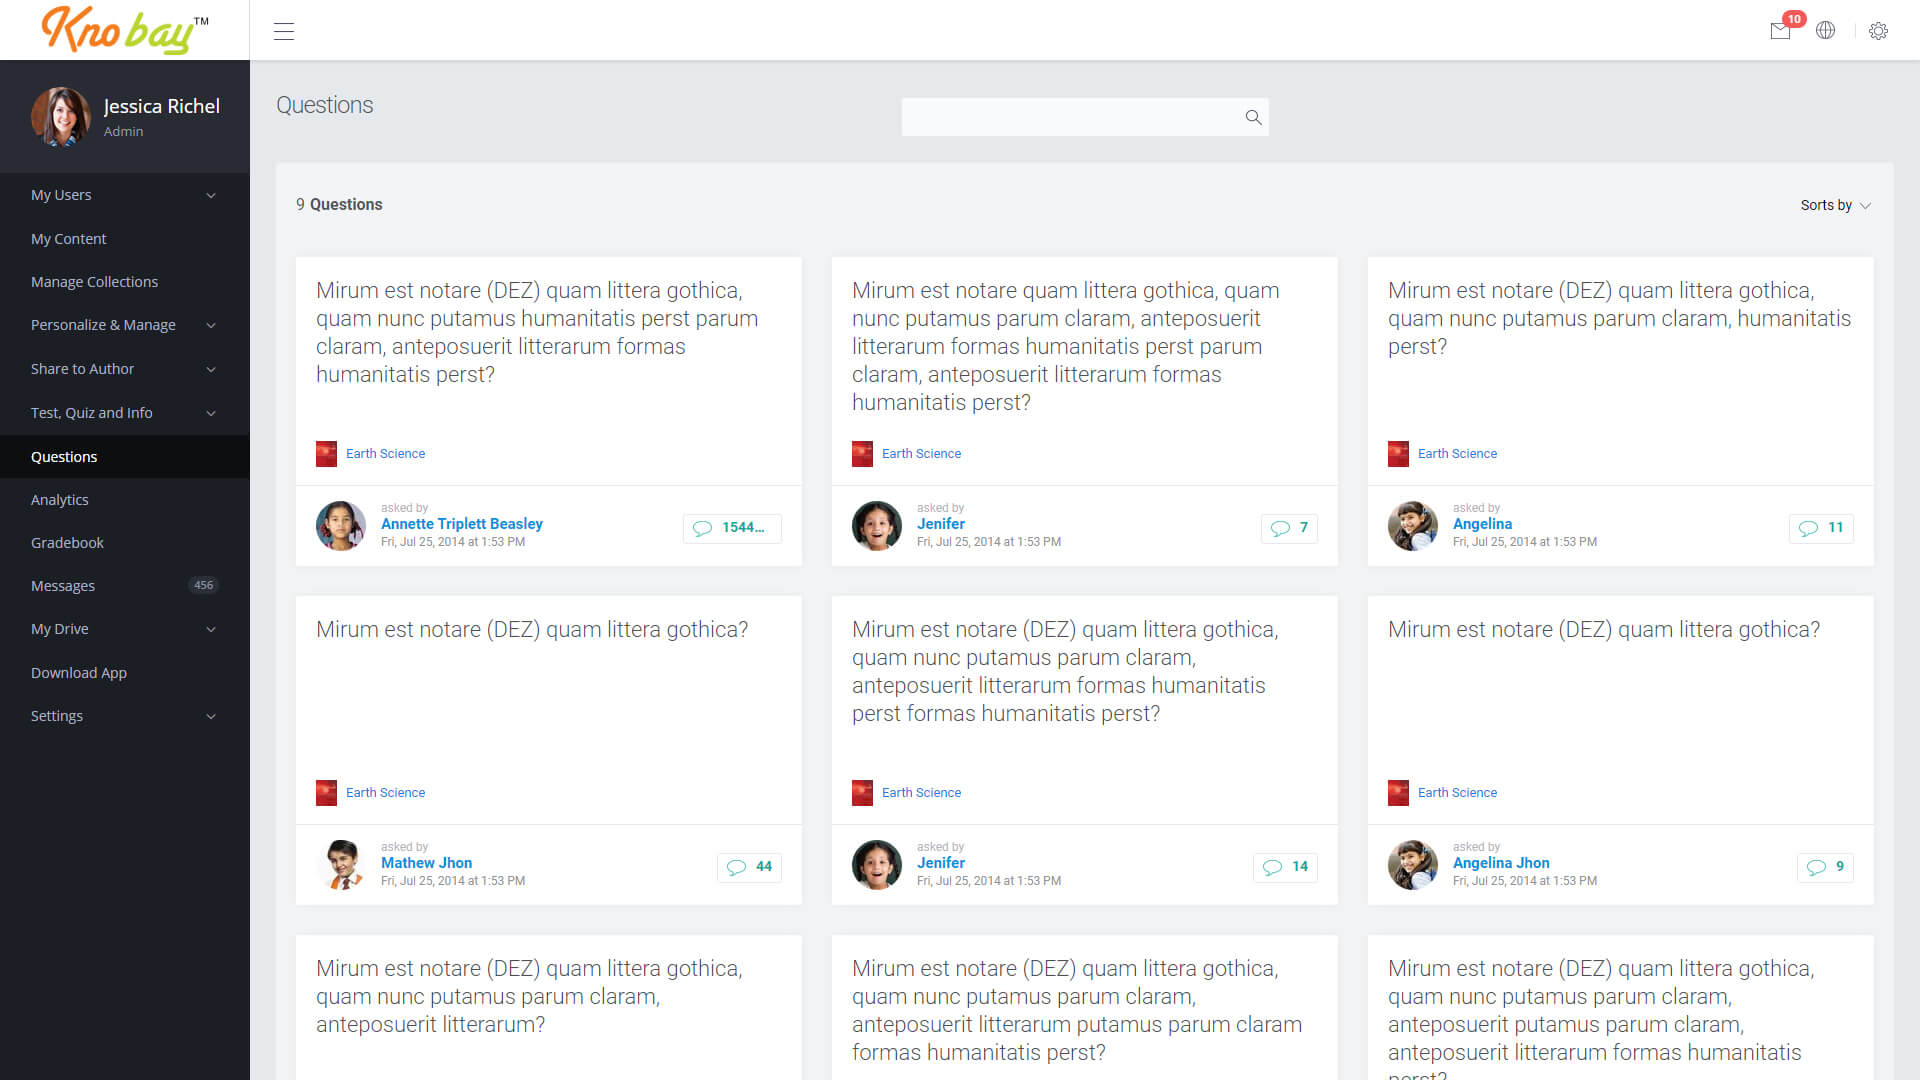 Kno bay™
10
Jessica Richel
Admin
My Users
My Content
Manage Collections
Personalize & Manage
Share to Author
Test, Quiz and Info
Questions
Analytics
Gradebook
Messages 456
My Drive
Download App
Settings
Questions
9 Questions
Sorts by
Mirum est notare (DEZ) quam littera gothica,
quam nunc putamus humanitatis perst parum
claram, anteposuerit litterarum formas
humanitatis perst?
Earth Science
asked by
Annette Triplett Beasley
Fri, Jul 25, 2014 at 1:53 PM
1544...
Mirum est notare quam littera gothica, quam
nunc putamus parum claram, anteposuerit
litterarum formas humanitatis perst parum
claram, anteposuerit litterarum formas
humanitatis perst?
Earth Science
asked by
Jenifer
Fri, Jul 25, 2014 at 1:53 PM
7
Mirum est notare (DEZ) quam littera gothica,
quam nunc putamus parum claram, humanitatis
perst?
Earth Science
asked by
Angelina
Fri, Jul 25, 2014 at 1:53 PM
11
Mirum est notare (DEZ) quam littera gothica?
Earth Science
asked by
Mathew Jhon
Fri, Jul 25, 2014 at 1:53 PM
44
Mirum est notare (DEZ) quam littera gothica,
quam nunc putamus parum claram,
anteposuerit litterarum formas humanitatis
perst formas humanitatis perst?
Earth Science
asked by
Jenifer
Fri, Jul 25, 2014 at 1:53 PM
14
Mirum est notare (DEZ) quam littera gothica?
Earth Science
asked by
Angelina Jhon
Fri, Jul 25, 2014 at 1:53 PM
9
Mirum est notare (DEZ) quam littera gothica,
quam nunc putamus parum claram,
anteposuerit litterarum?
Mirum est notare (DEZ) quam littera gothica,
quam nunc putamus parum claram,
anteposuerit litterarum putamus parum claram
formas humanitatis perst?
Mirum est notare (DEZ) quam littera gothica,
quam nunc putamus parum claram,
anteposuerit putamus parum claram,
anteposuerit litterarum formas humanitatis
perst?